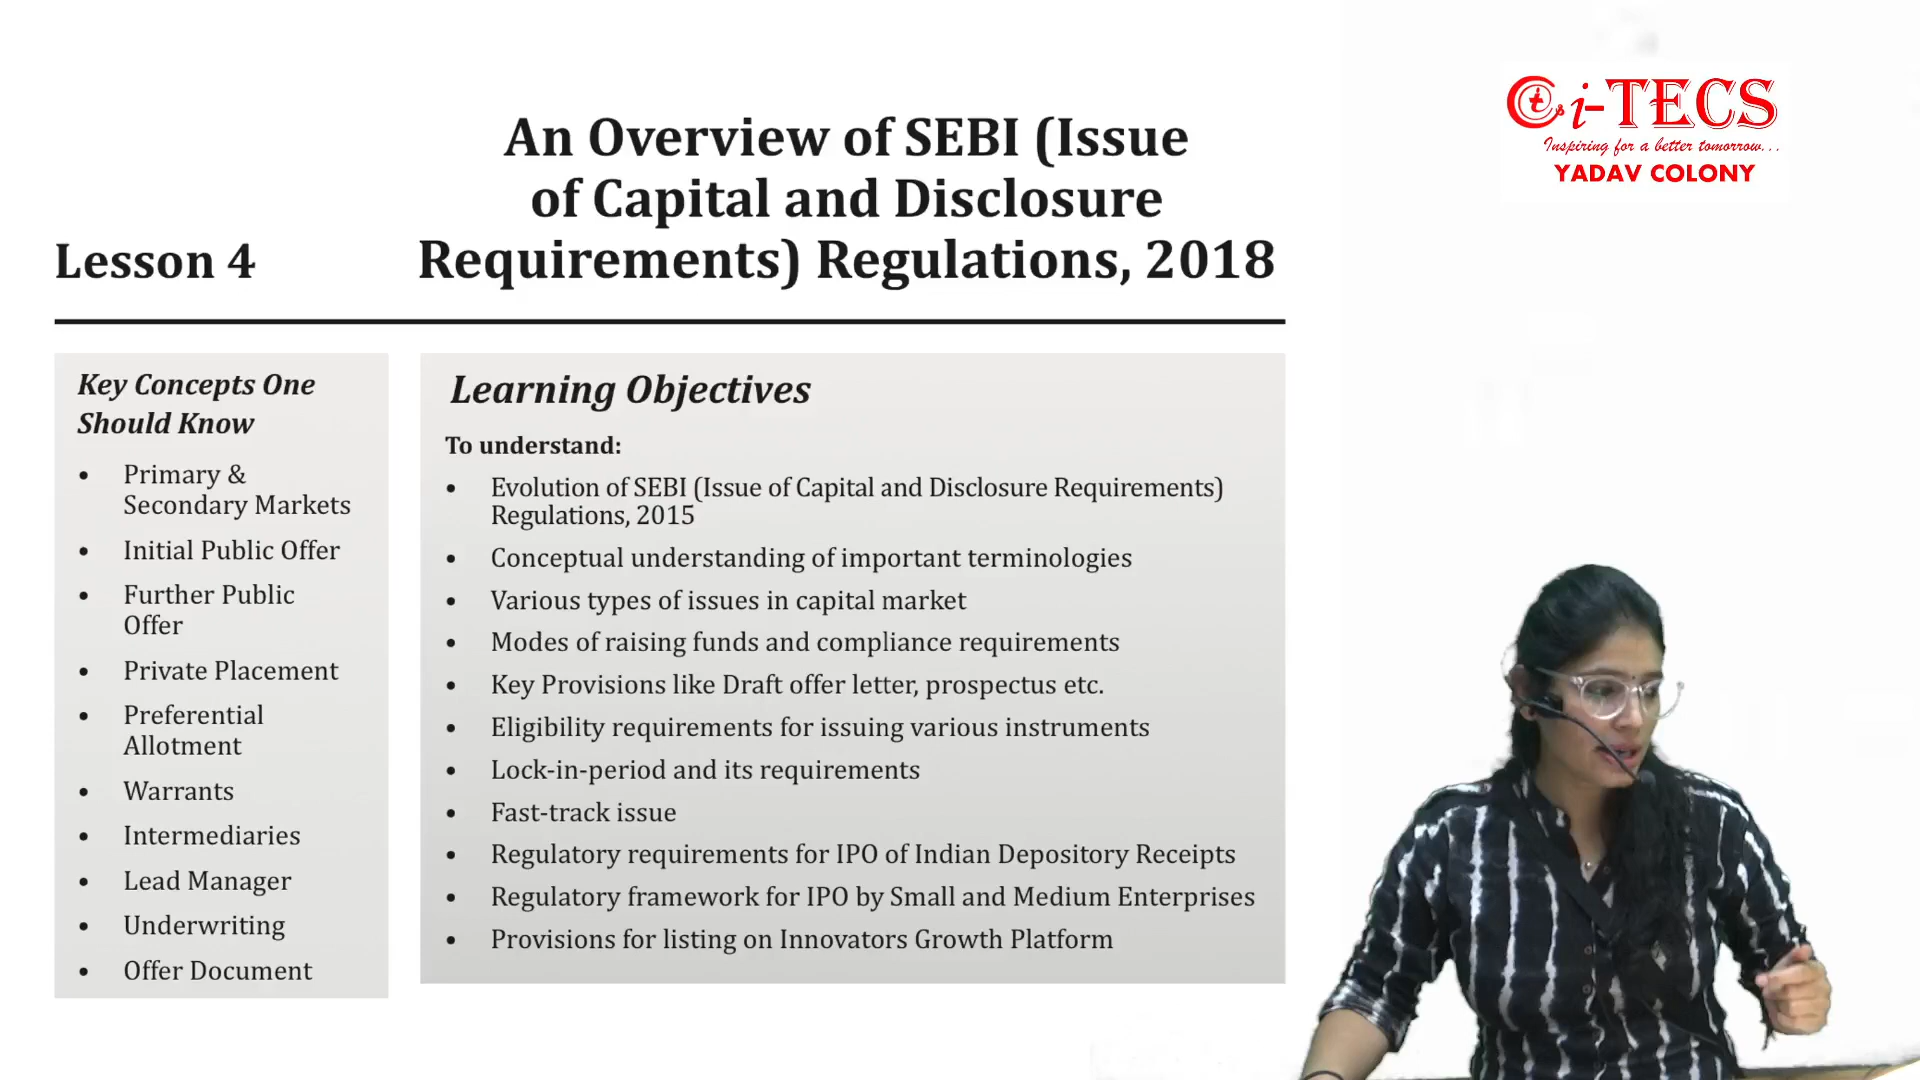 i-TECS
Inspiring for a better tomorrow...
YADAV COLONY
An Overview of SEBI (Issue
of Capital and Disclosure
Lesson 4 Requirements) Regulations, 2018
Key Concepts One
Should Know
• Primary &
Secondary Markets
• Initial Public Offer
• Further Public
Offer
• Private Placement
• Preferential
Allotment
• Warrants
• Intermediaries
• Lead Manager
• Underwriting
• Offer Document
Learning Objectives
To understand:
• Evolution of SEBI (Issue of Capital and Disclosure Requirements)
Regulations, 2015
• Conceptual understanding of important terminologies
• Various types of issues in capital market
• Modes of raising funds and compliance requirements
• Key Provisions like Draft offer letter, prospectus etc.
• Eligibility requirements for issuing various instruments
• Lock-in-period and its requirements
• Fast-track issue
• Regulatory requirements for IPO of Indian Depository Receipts
• Regulatory framework for IPO by Small and Medium Enterprises
• Provisions for listing on Innovators Growth Platform